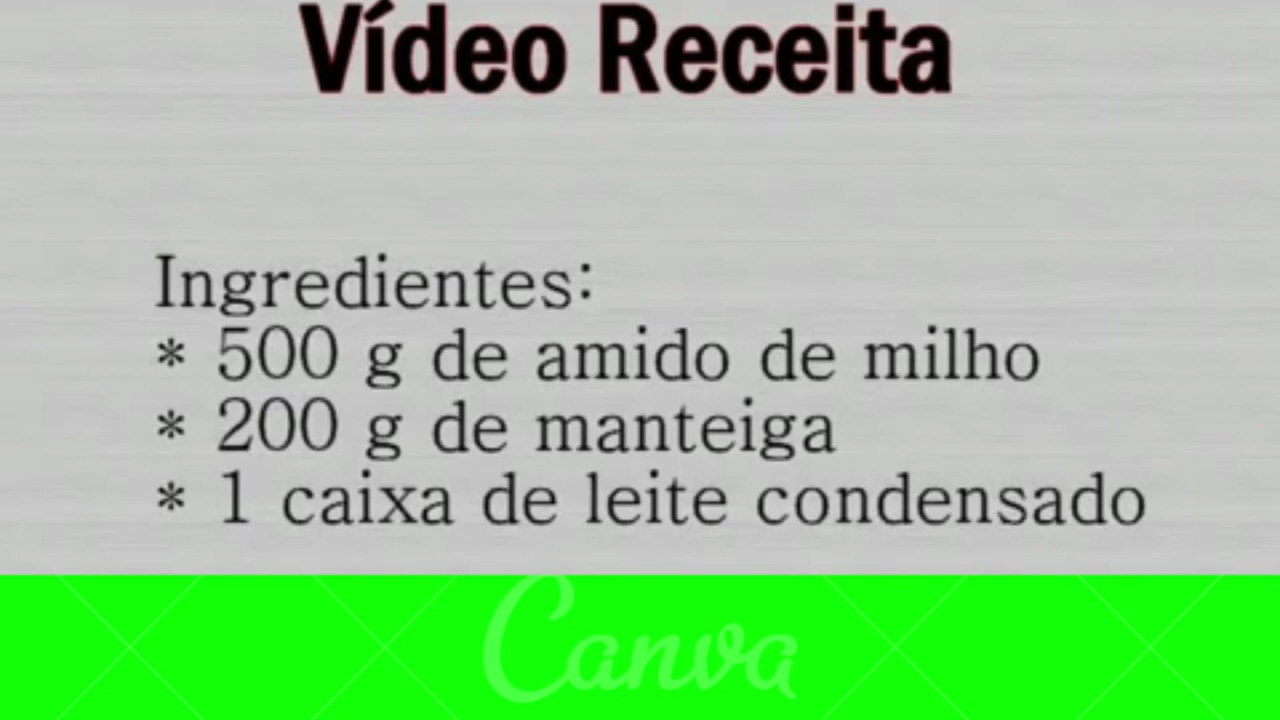 Vídeo Receita
Ingredientes:
* 500 g de amido de milho
* 200 g de manteiga
* 1 caixa de leite condensado
Canva